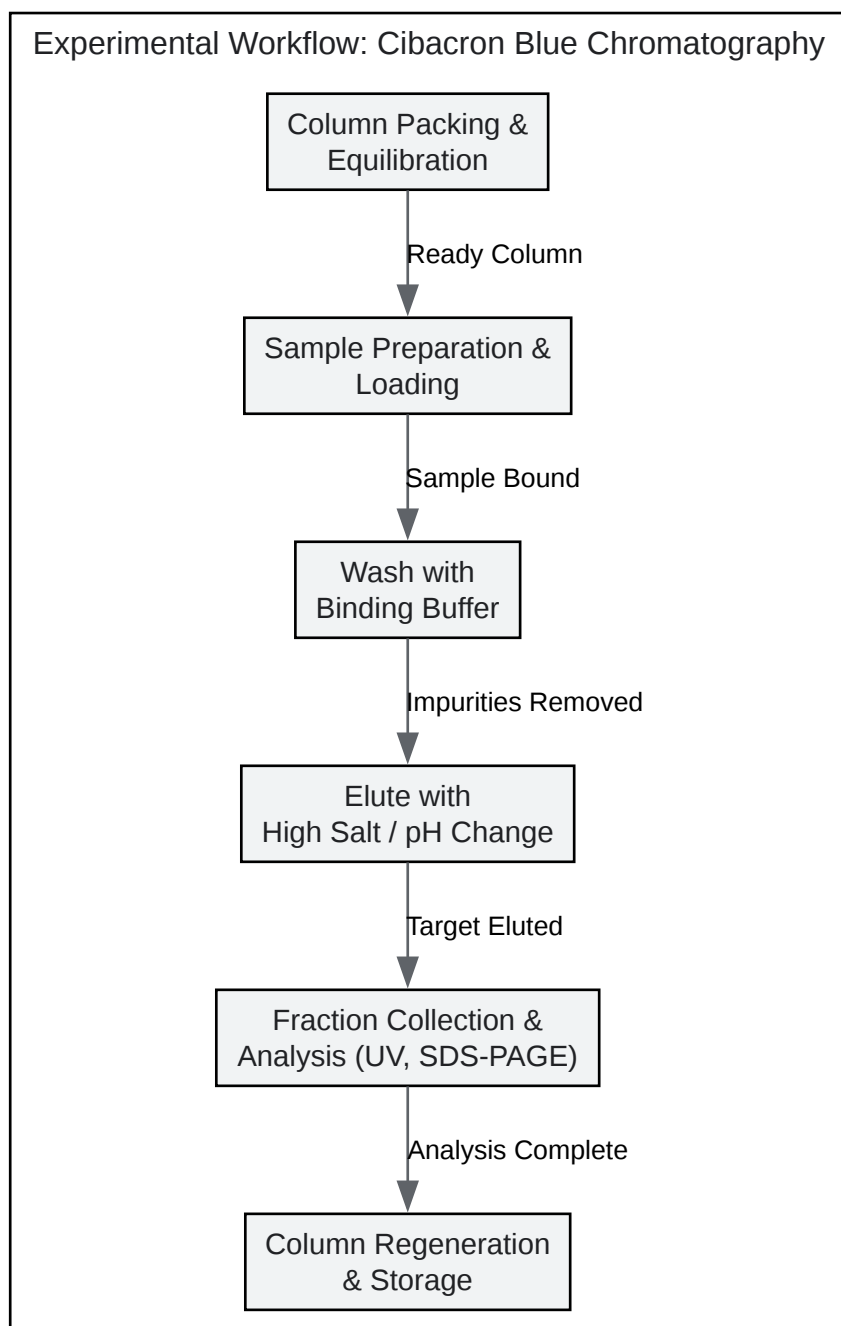 Experimental Workflow: Cibacron Blue Chromatography
Column Packing &
Equilibration
Ready Column
Sample Preparation &
Loading
Sample Bound
Wash with
Binding Buffer
Impurities Removed
Elute with
High Salt / pH Change
Target Eluted
Fraction Collection &
Analysis (UV, SDS-PAGE)
Analysis Complete
Column Regeneration
& Storage